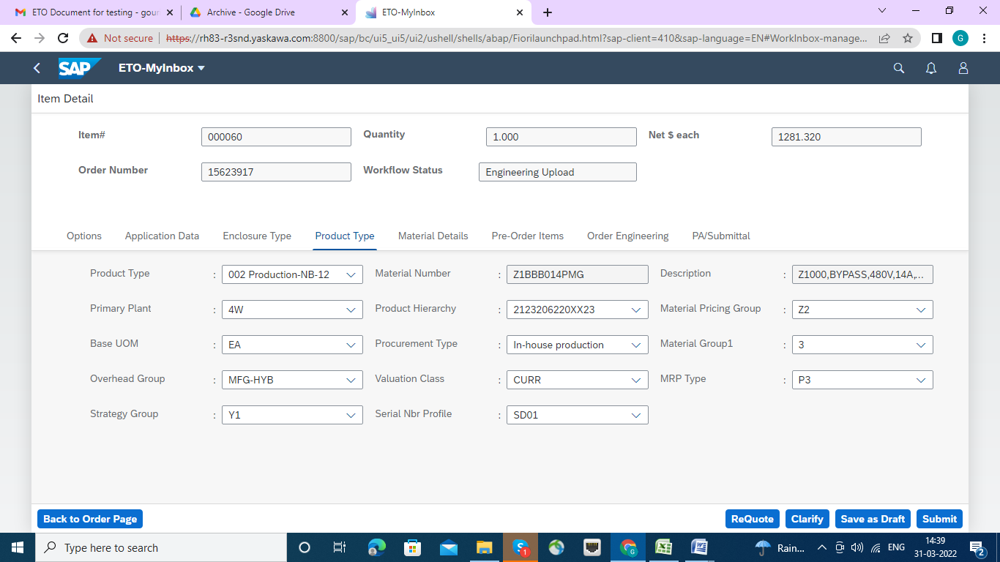 ETO Document for testing - gour
Archive - Google Drive
ETO-MyInbox
Not secure
https://rh83-r3snd.yaskawa.com:8800/sap/bc/ui5_ui5/ui2/ushell/shells/abap/Fiorilaunchpad.html?sap-client=410&sap-language=EN#WorkInbox-manage...
G
SAP
ETO-MyInbox
Item Detail
Item# 000060 Quantity 1.000 Net $ each 1281.320
Order Number 15623917 Workflow Status Engineering Upload
Options Application Data Enclosure Type Product Type Material Details Pre-Order Items Order Engineering PA/Submittal
Product Type : 002 Production-NB-12 Material Number : Z1BBB014PMG Description : Z1000,BYPASS,480V,14A,...
Primary Plant : 4W Product Hierarchy : 2123206220XX23 Material Pricing Group : Z2
Base UOM : EA Procurement Type : In-house production Material Group1 : 3
Overhead Group : MFG-HYB Valuation Class : CURR MRP Type : P3
Strategy Group : Y1 Serial Nbr Profile : SD01
Back to Order Page ReQuote Clarify Save as Draft Submit
Type here to search
1
G
Rain...
ENG
14:39
31-03-2022
2